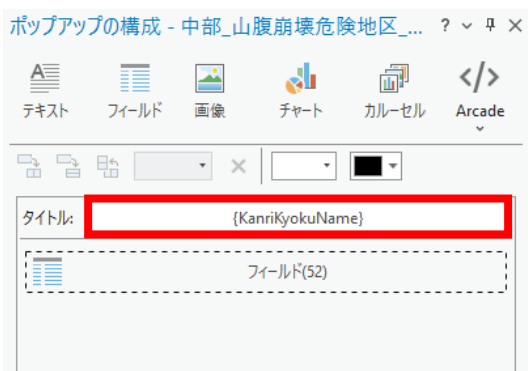 ポップアップの構成 - 中部_山腹崩壊危険地区_...
テキスト フィールド 画像 チャート カルーセル Arcade
タイトル: {KanriKyokuName}
フィールド(52)